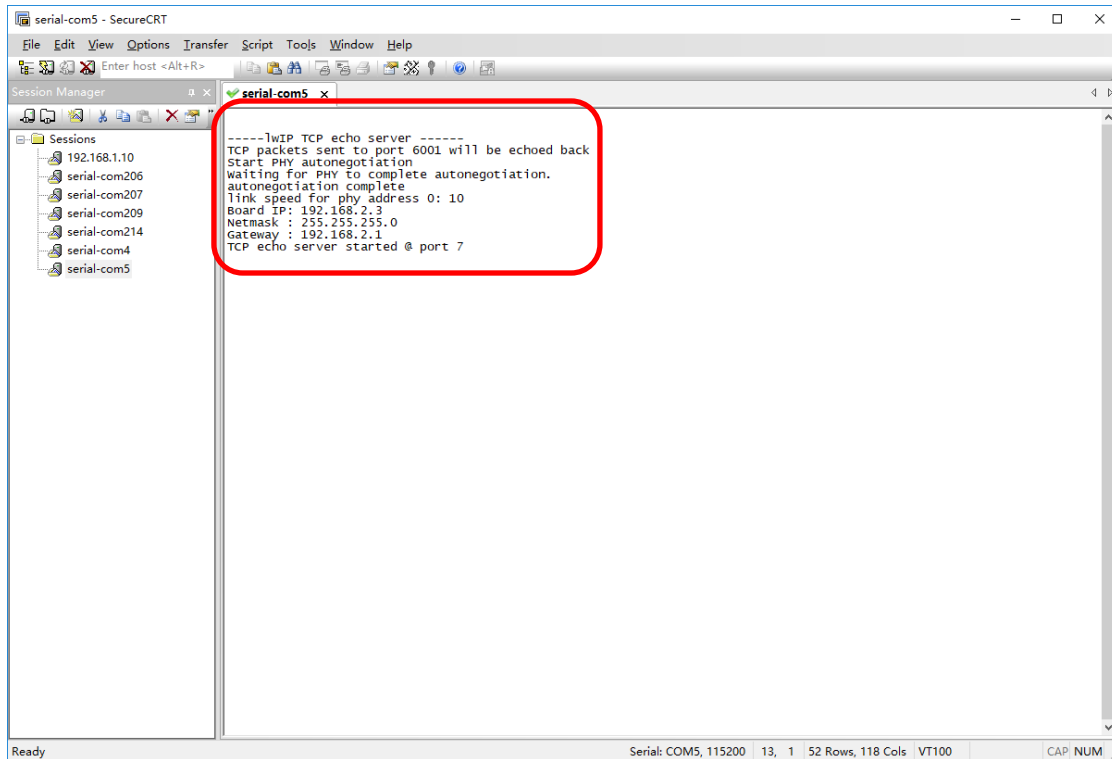 serial-com5 - SecureCRT
File Edit View Options Transfer Script Tools Window Help
Enter host <Alt+R>
Session Manager
serial-com5
Sessions
192.168.1.10
serial-com206
serial-com207
serial-com209
serial-com214
serial-com4
serial-com5
-----lwIP TCP echo server ------
TCP packets sent to port 6001 will be echoed back
Start PHY autonegotiation
Waiting for PHY to complete autonegotiation.
autonegotiation complete
link speed for phy address 0: 10
Board IP: 192.168.2.3
Netmask : 255.255.255.0
Gateway : 192.168.2.1
TCP echo server started @ port 7
Ready
Serial: COM5, 115200 13, 1 52 Rows, 118 Cols VT100 CAP NUM